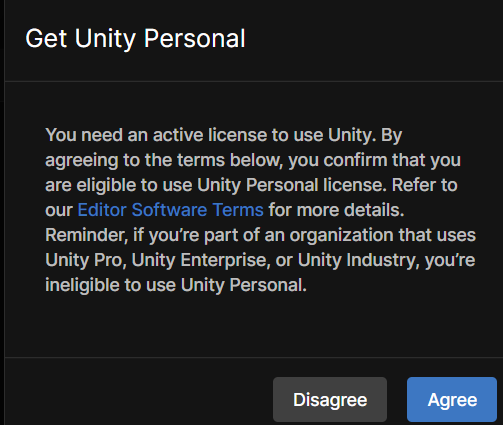 Get Unity Personal
You need an active license to use Unity. By
agreeing to the terms below, you confirm that you
are eligible to use Unity Personal license. Refer to
our Editor Software Terms for more details.
Reminder, if you’re part of an organization that uses
Unity Pro, Unity Enterprise, or Unity Industry, you’re
ineligible to use Unity Personal.
Disagree
Agree